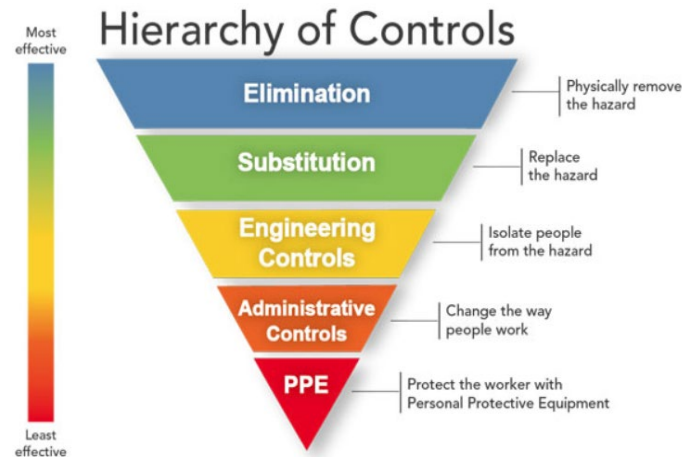 Hierarchy of Controls
Most
effective
Elimination
Physically remove
the hazard
Substitution
Replace
the hazard
Engineering
Controls
Isolate people
from the hazard
Administrative
Controls
Change the way
people work
PPE
Protect the worker with
Personal Protective Equipment
Least
effective